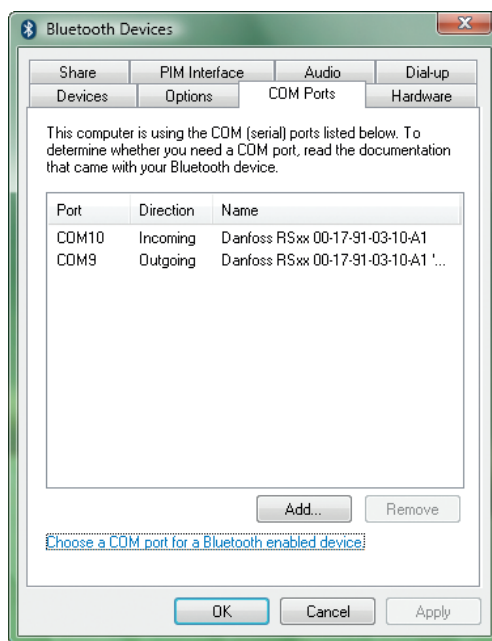 Bluetooth Devices
Share PIM Interface Audio Dial-up
Devices Options COM Ports Hardware
This computer is using the COM (serial) ports listed below. To
determine whether you need a COM port, read the documentation
that came with your Bluetooth device.
Port Direction Name
COM10 Incoming Danfoss RSxx 00-17-91-03-10-A1
COM9 Outgoing Danfoss RSxx 00-17-91-03-10-A1 '...
Add... Remove
Choose a COM port for a Bluetooth enabled device.
OK Cancel Apply